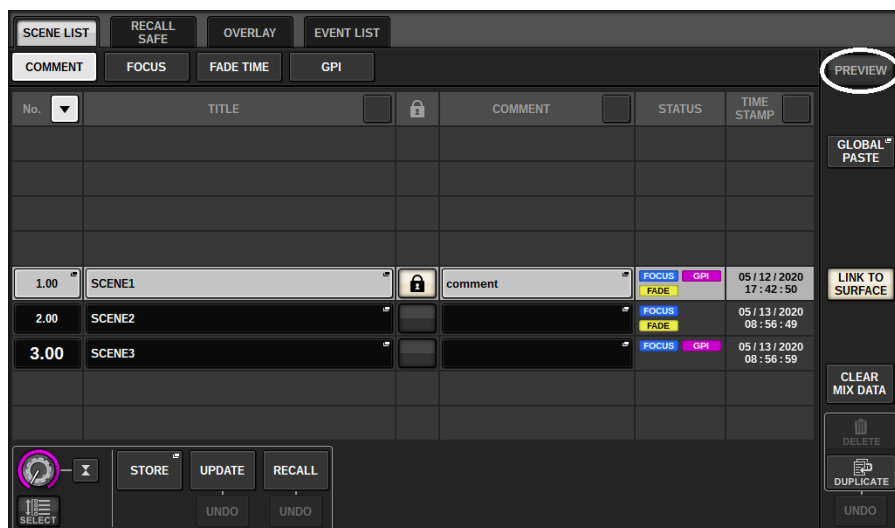 SCENE LIST
RECALL
SAFE
OVERLAY
EVENT LIST
COMMENT
FOCUS
FADE TIME
GPI
PREVIEW
No.
TITLE
COMMENT
STATUS
TIME
STAMP
GLOBAL
PASTE
1.00
SCENE1
comment
FOCUS GPI
FADE
05/12/2020
17:42:50
LINK TO
SURFACE
2.00
SCENE2
FOCUS
FADE
05/13/2020
08:56:49
3.00
SCENE3
FOCUS GPI
05/13/2020
08:56:59
CLEAR
MIX DATA
DELETE
STORE
UPDATE
RECALL
DUPLICATE
SELECT
UNDO
UNDO
UNDO